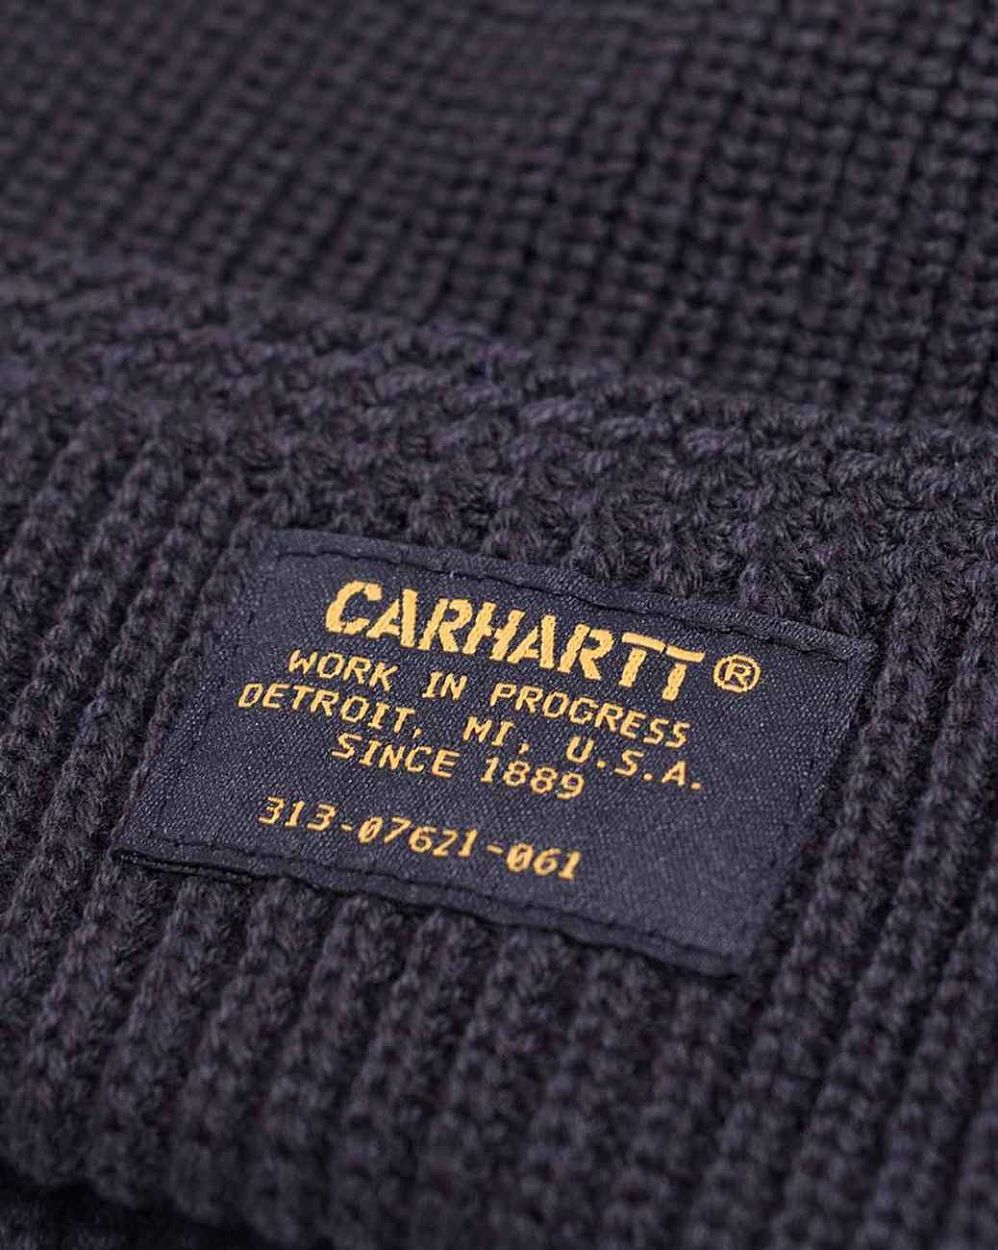 CARHARTT®
WORK IN PROGRESS
DETROIT, MI, U.S.A.
SINCE 1889
313-07621-061